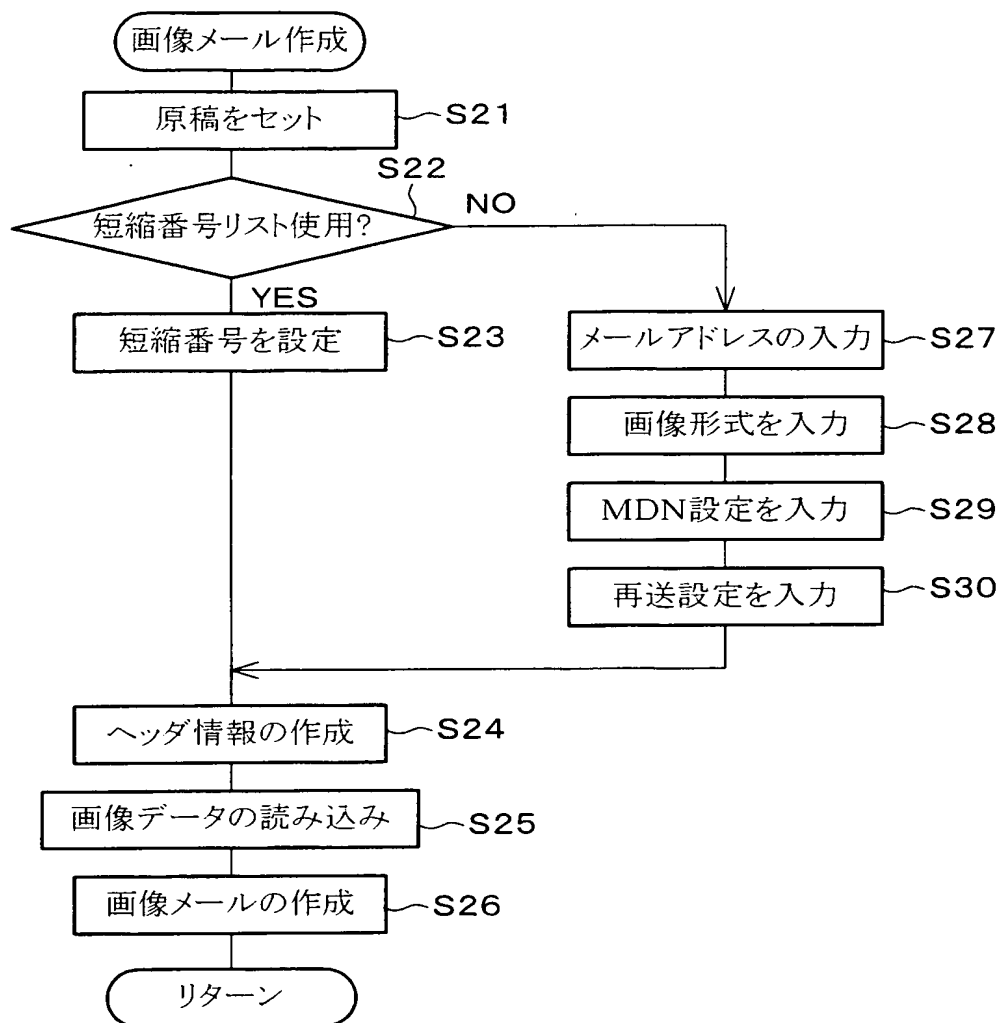 画像メール作成
原稿をセット
S21
S22
短縮番号リスト使用?
NO
YES
短縮番号を設定
S23
メールアドレスの入力
S27
画像形式を入力
S28
MDN設定を入力
S29
再送設定を入力
S30
ヘッダ情報の作成
S24
画像データの読み込み
S25
画像メールの作成
S26
リターン